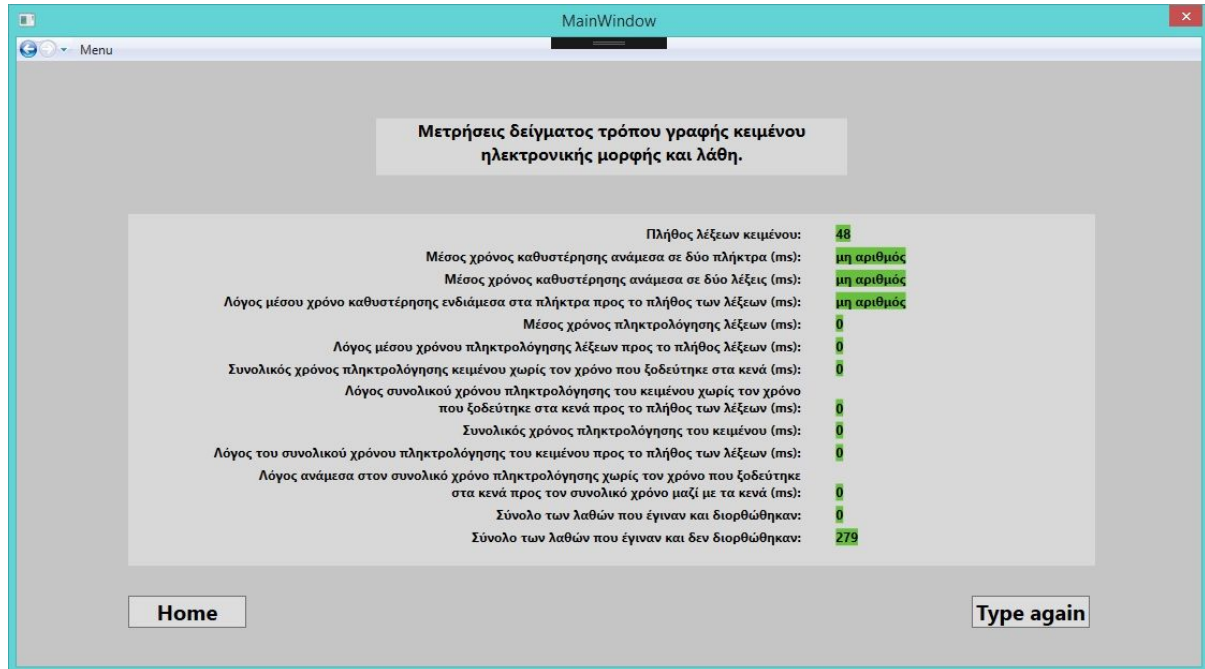 MainWindow
Menu
Μετρήσεις δείγματος τρόπου γραφής κειμένου
ηλεκτρονικής μορφής και λάθη.
Πλήθος λέξεων κειμένου: 48
Μέσος χρόνος καθυστέρησης ανάμεσα σε δύο πλήκτρα (ms): μη αριθμός
Μέσος χρόνος καθυστέρησης ανάμεσα σε δύο λέξεις (ms): μη αριθμός
Λόγος μέσου χρόνο καθυστέρησης ενδιάμεσα στα πλήκτρα προς το πλήθος των λέξεων (ms): μη αριθμός
Μέσος χρόνος πληκτρολόγησης λέξεων (ms): 0
Λόγος μέσου χρόνου πληκτρολόγησης λέξεων προς το πλήθος λέξεων (ms): 0
Συνολικός χρόνος πληκτρολόγησης κειμένου χωρίς τον χρόνο που ξοδεύτηκε στα κενά (ms): 0
Λόγος συνολικού χρόνου πληκτρολόγησης του κειμένου χωρίς τον χρόνο
που ξοδεύτηκε στα κενά προς το πλήθος των λέξεων (ms): 0
Συνολικός χρόνος πληκτρολόγησης του κειμένου (ms): 0
Λόγος του συνολικού χρόνου πληκτρολόγησης του κειμένου προς το πλήθος των λέξεων (ms): 0
Λόγος ανάμεσα στον συνολικό χρόνο πληκτρολόγησης χωρίς τον χρόνο που ξοδεύτηκε
στα κενά προς τον συνολικό χρόνο μαζί με τα κενά (ms): 0
Σύνολο των λαθών που έγιναν και διορθώθηκαν: 0
Σύνολο των λαθών που έγιναν και δεν διορθώθηκαν: 279
Home
Type again